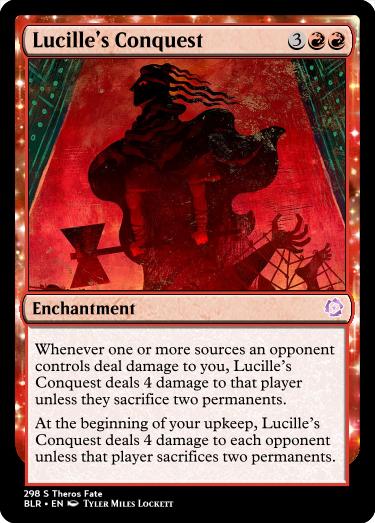 Lucille's Conquest 3
Enchantment
Whenever one or more sources an opponent
controls deal damage to you, Lucille's
Conquest deals 4 damage to that player
unless they sacrifice two permanents.
At the beginning of your upkeep, Lucille's
Conquest deals 4 damage to each opponent
unless that player sacrifices two permanents.
298 S Theros Fate
BLR • EN Tyler Miles Lockett